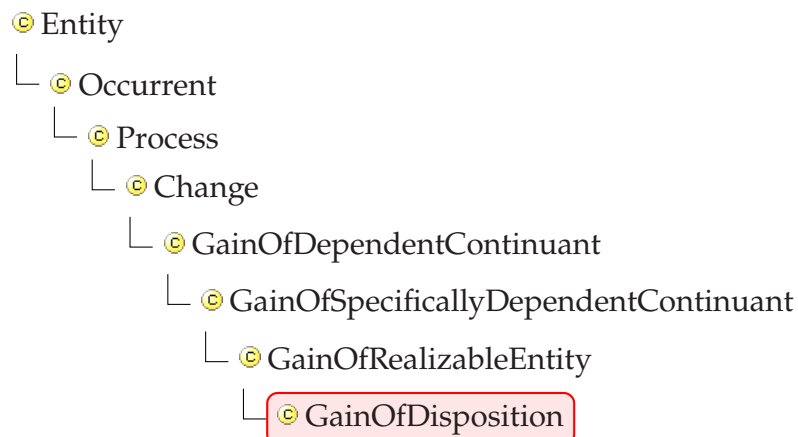 © Entity
© Occurrent
© Process
© Change
© GainOfDependentContinuant
© GainOfSpecificallyDependentContinuant
© GainOfRealizableEntity
© GainOfDisposition